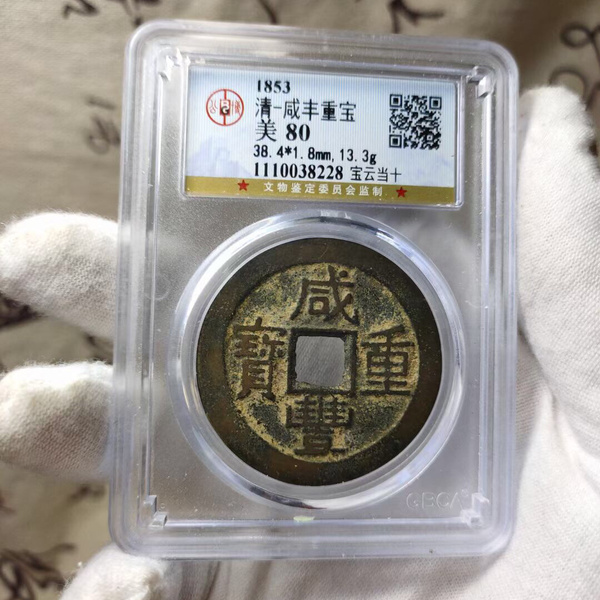 1853
清-咸丰重宝
美 80
38.4*1.8mm,13.3g
1110038228 宝云当十
★ 文物鉴定委员会监制 ★
咸
豐
重
寶
GBCA